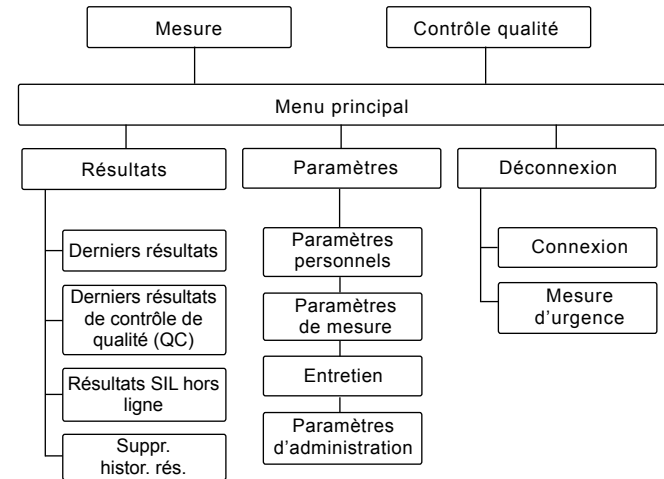 Mesure
Contrôle qualité
Menu principal
Résultats
Paramètres
Déconnexion
Derniers résultats
Derniers résultats
de contrôle de
qualité (QC)
Résultats SIL hors
ligne
Suppr.
histor. rés.
Paramètres
personnels
Paramètres
de mesure
Entretien
Paramètres
d'administration
Connexion
Mesure
d'urgence